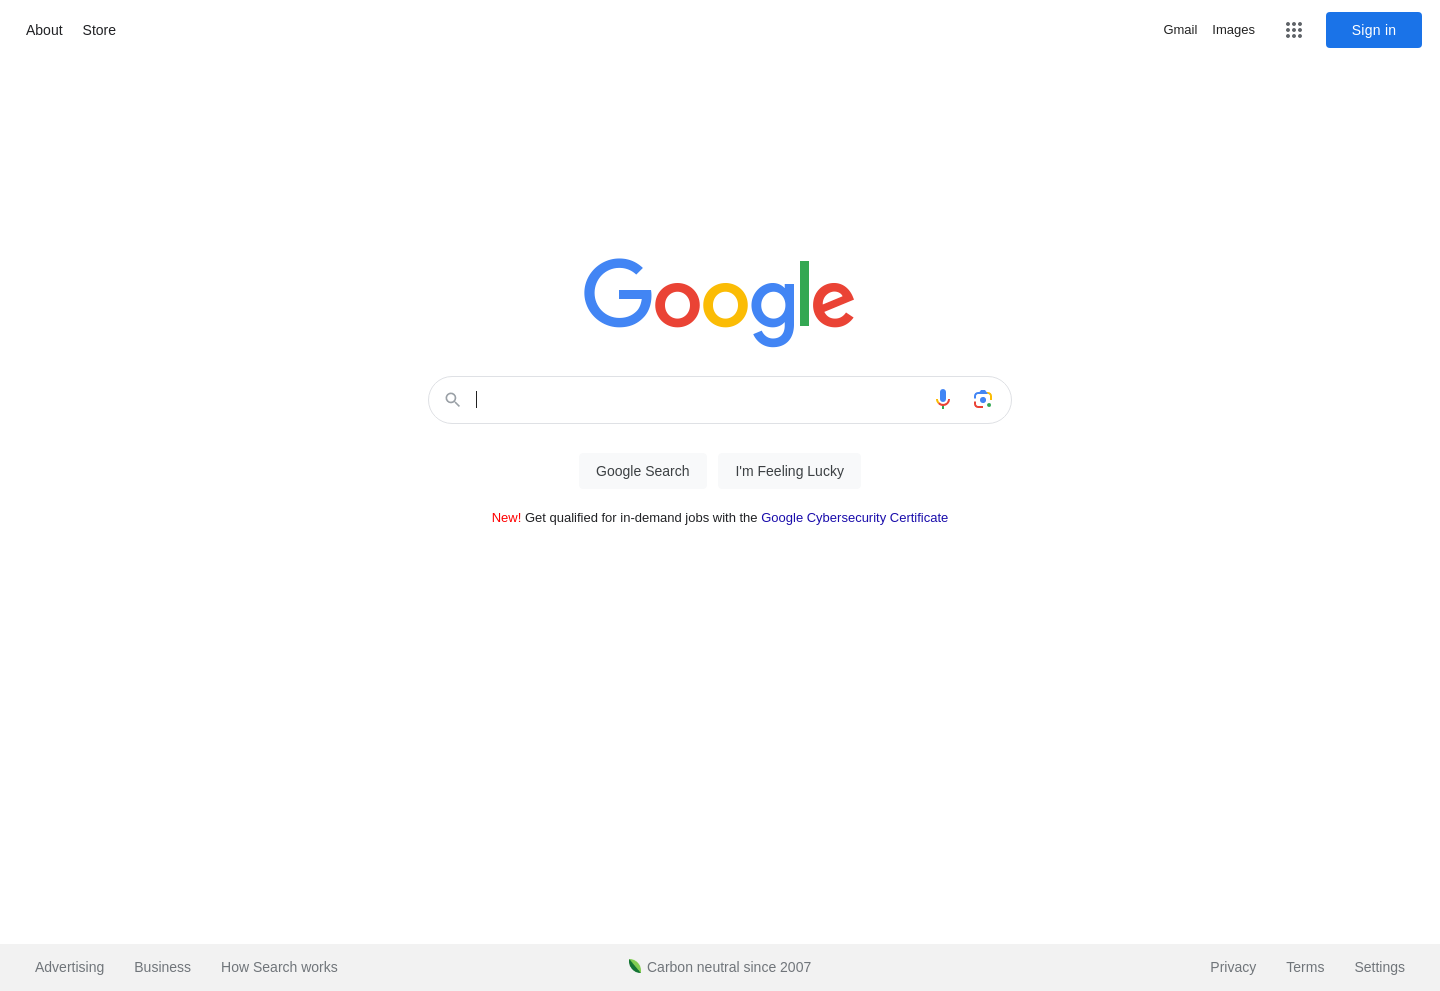 About Store Gmail Images Sign in
Google
Google Search I'm Feeling Lucky
New! Get qualified for in-demand jobs with the Google Cybersecurity Certificate
Advertising Business How Search works Carbon neutral since 2007 Privacy Terms Settings